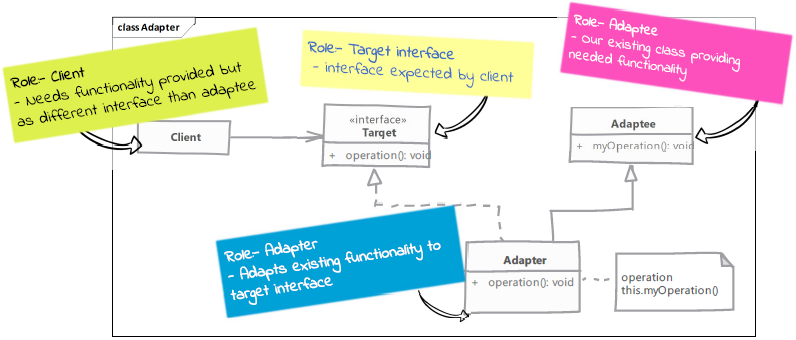 class Adapter
Role- Client
- Needs functionality provided but
as different interface than adaptee
Role- Target interface
- interface expected by client
Role- Adaptee
- Our existing class providing
needed functionality
Client
«interface»
Target
+ operation(): void
Adaptee
+ myOperation(): void
Role- Adapter
- Adapts existing functionality to
target interface
Adapter
+ operation(): void
operation
this.myOperation()